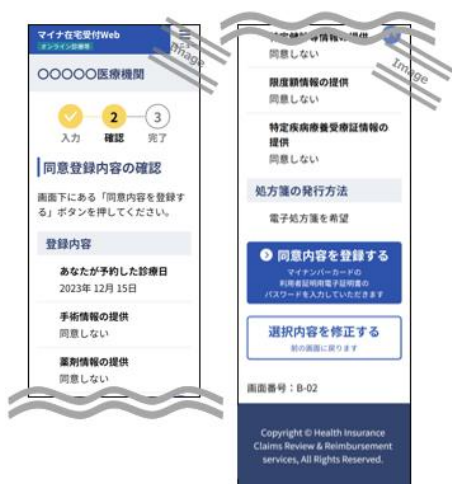 マイナ在宅受付Web
オンライン診療等
Image
〇〇〇〇〇医療機関
2
3
入力
確認
完了
同意登録内容の確認
画面下にある「同意内容を登録す
る」ボタンを押してください。
登録内容
あなたが予約した診療日
2023年 12月 15日
手術情報の提供
同意しない
薬剤情報の提供
同意しない
情報の提供
Image
同意しない
限度額情報の提供
同意しない
特定疾病療養受療証情報の
提供
同意しない
処方箋の発行方法
電子処方箋を希望
同意内容を登録する
マイナンバーカードの
利用者証明用電子証明書の
パスワードを入力していただきます
選択内容を修正する
前の画面に戻ります
画面番号：B-02
Copyright © Health Insurance
Claims Review & Reimbursement
services, All Rights Reserved.